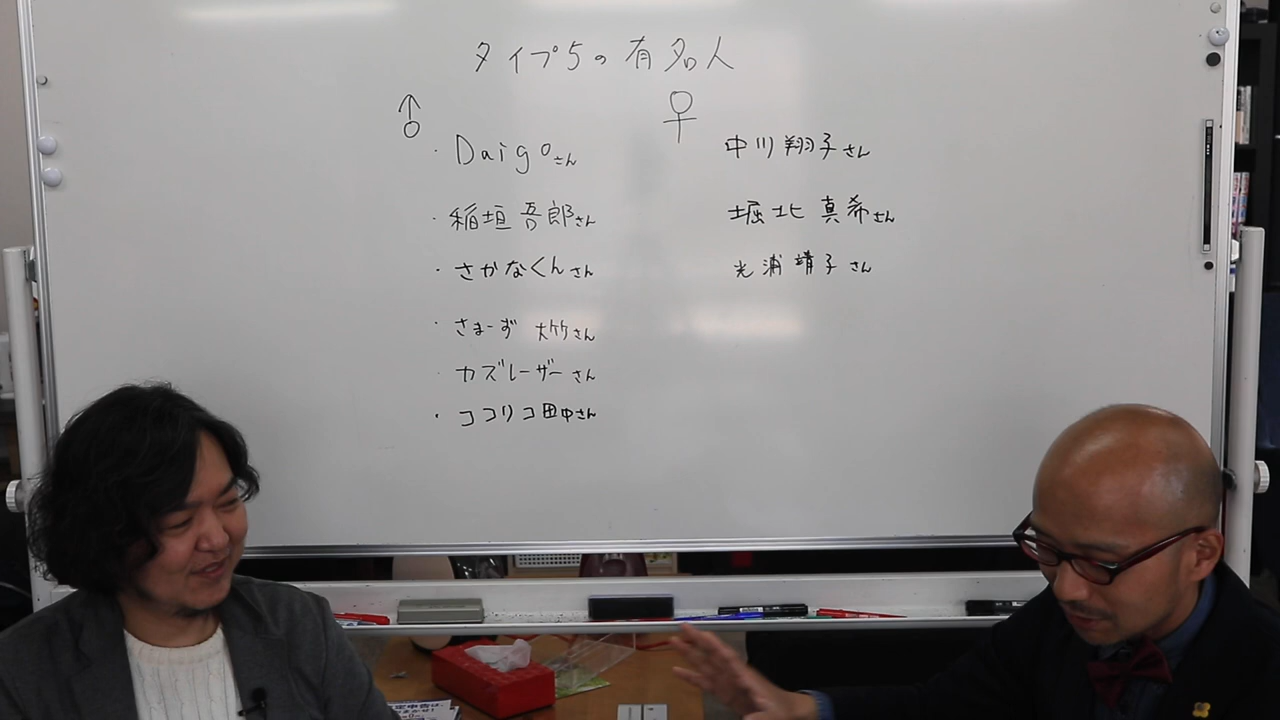 タイプ5の有名人
♂
・Daigoさん
・稲垣吾郎さん
・さかなくんさん
・さまーず 大竹さん
・カズレーザーさん
・ココリコ田中さん
♀
中川翔子さん
堀北真希さん
光浦靖子さん